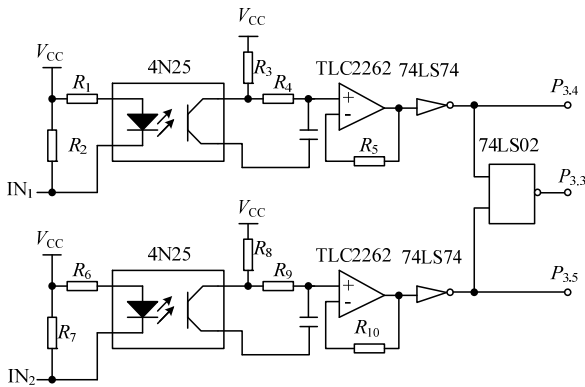 V_CC
R_1
R_2
IN_1
4N25
V_CC
R_3
R_4
TLC2262
74LS74
+
-
R_5
P_3.4
74LS02
P_3.3
V_CC
R_6
R_7
IN_2
4N25
V_CC
R_8
R_9
TLC2262
74LS74
+
-
R_10
P_3.5